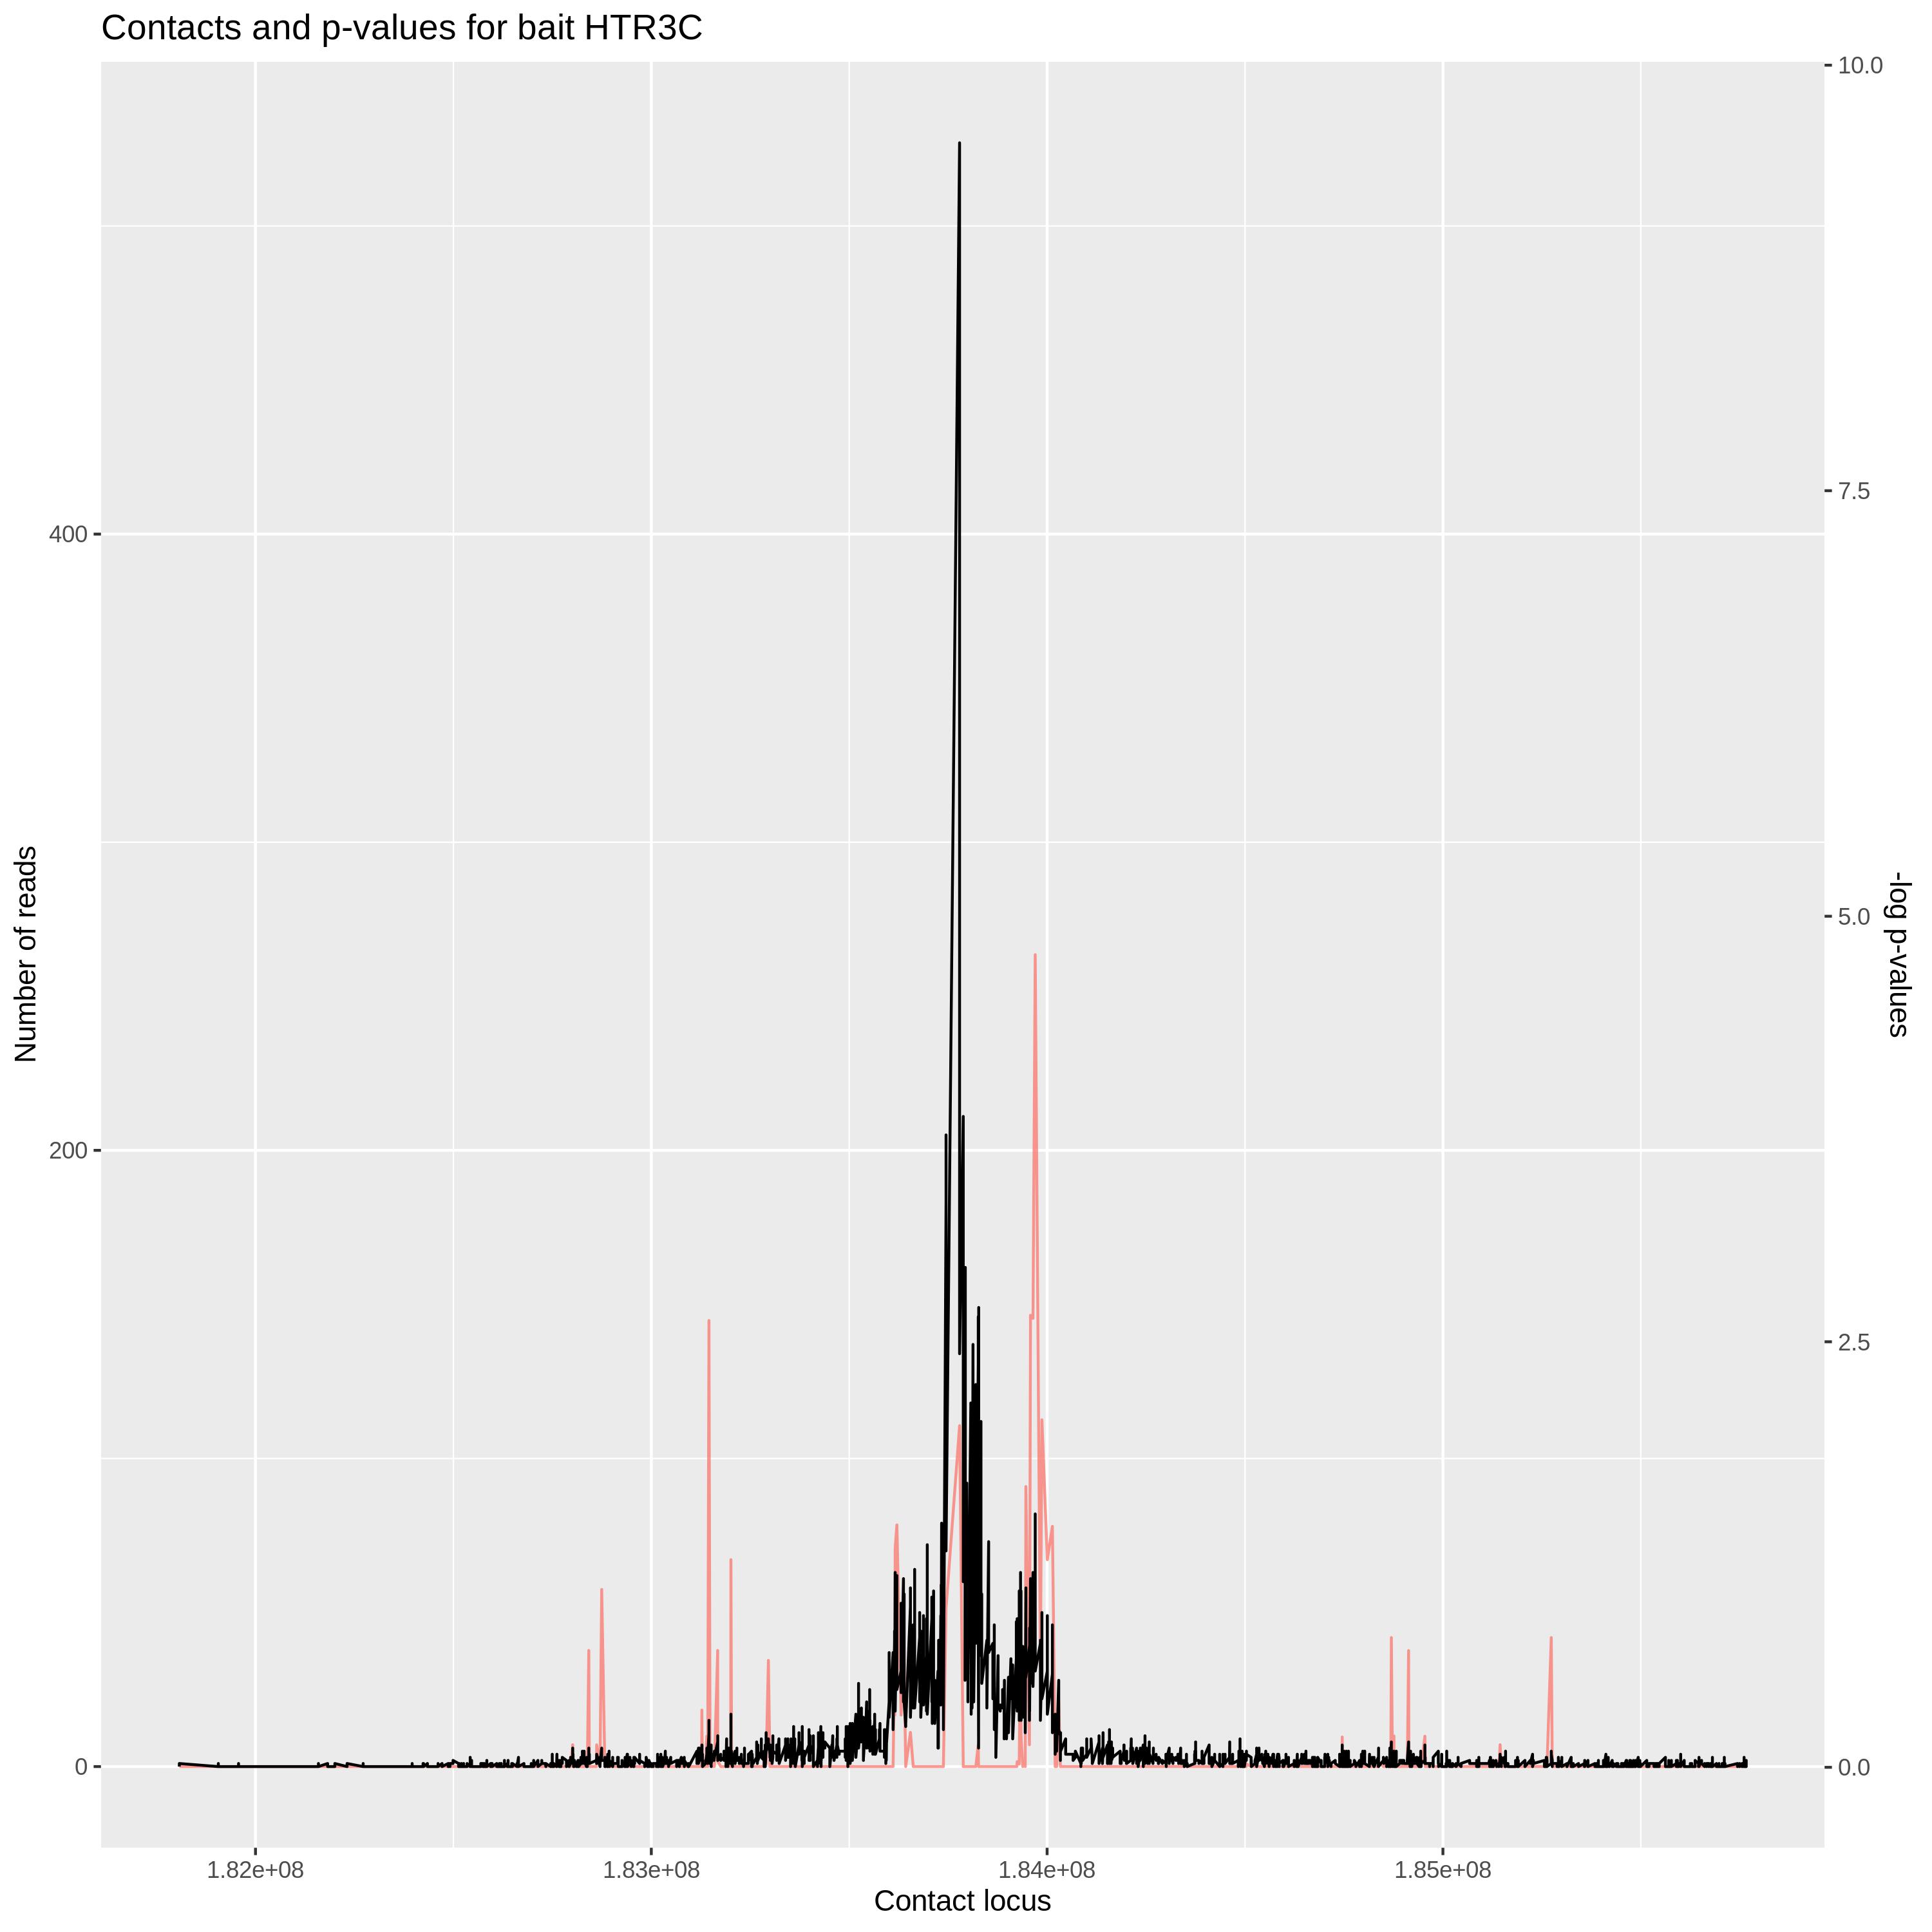 Contacts and p-values for bait HTR3C
10.0
7.5
400
5.0
Number of reads
-log p-values
200
2.5
0
0.0
1.82e+08
1.83e+08
1.84e+08
1.85e+08
Contact locus